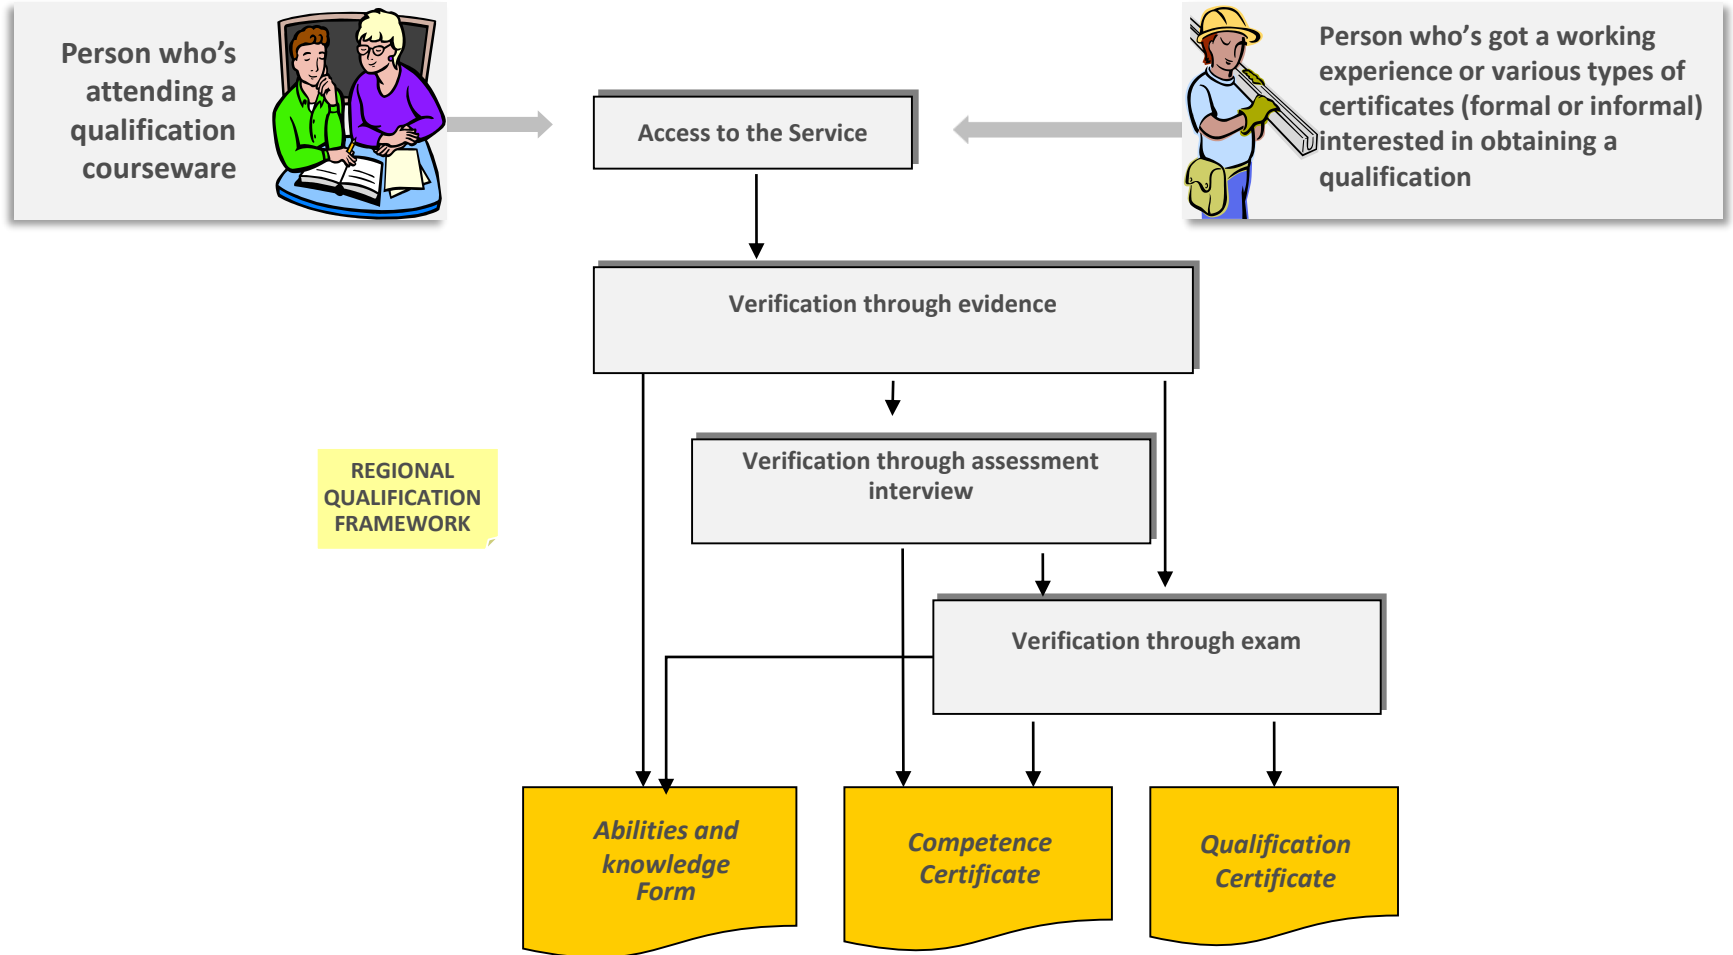 Person who's
attending a
qualification
courseware
Person who's got a working
experience or various types of
certificates (formal or informal)
interested in obtaining a
qualification
Access to the Service
Verification through evidence
Verification through assessment
interview
REGIONAL
QUALIFICATION
FRAMEWORK
Verification through exam
Abilities and
knowledge
Form
Competence
Certificate
Qualification
Certificate